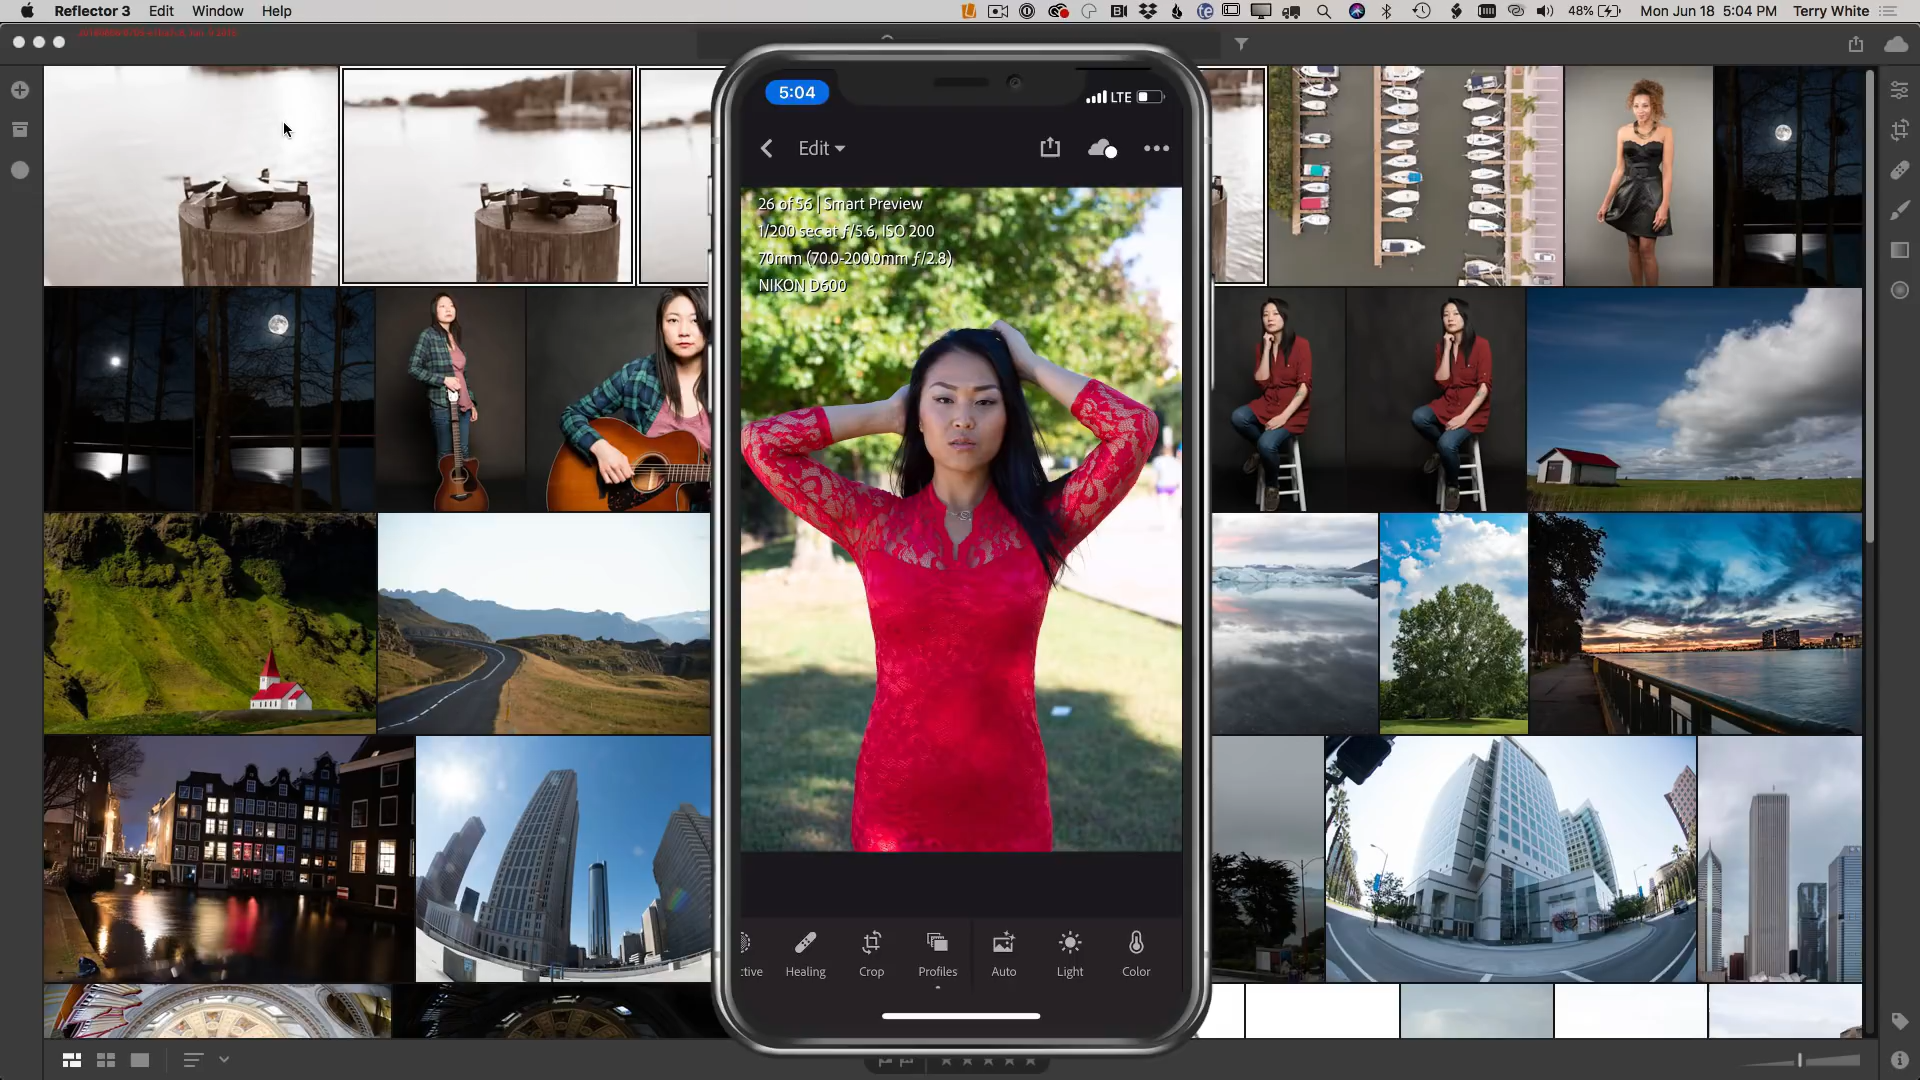 Reflector 3 Edit Window Help
48% Mon Jun 18 5:04 PM Terry White
5:04
LTE
Edit
26 of 56 | Smart Preview
1/200 sec at ƒ/5.6, ISO 200
70mm (70.0-200.0mm ƒ/2.8)
NIKON D600
ctive Healing Crop Profiles Auto Light Color